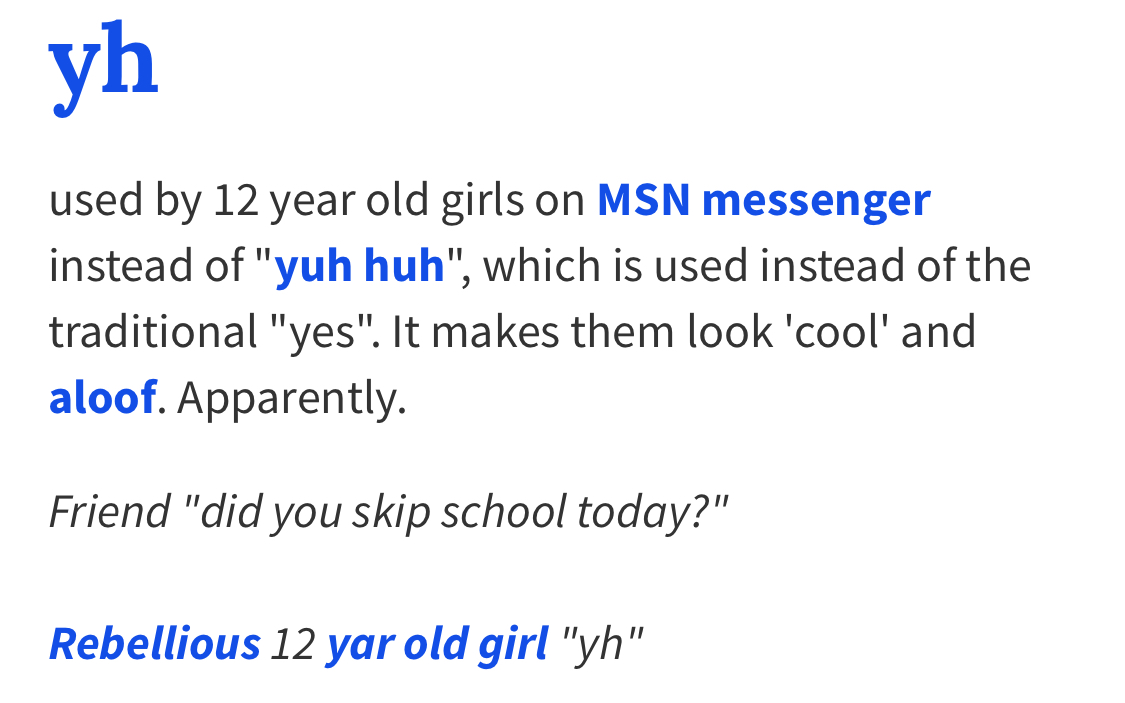 yh
used by 12 year old girls on MSN messenger
instead of "yuh huh", which is used instead of the
traditional "yes". It makes them look 'cool' and
aloof. Apparently.
Friend "did you skip school today?"
Rebellious 12 yar old girl "yh"